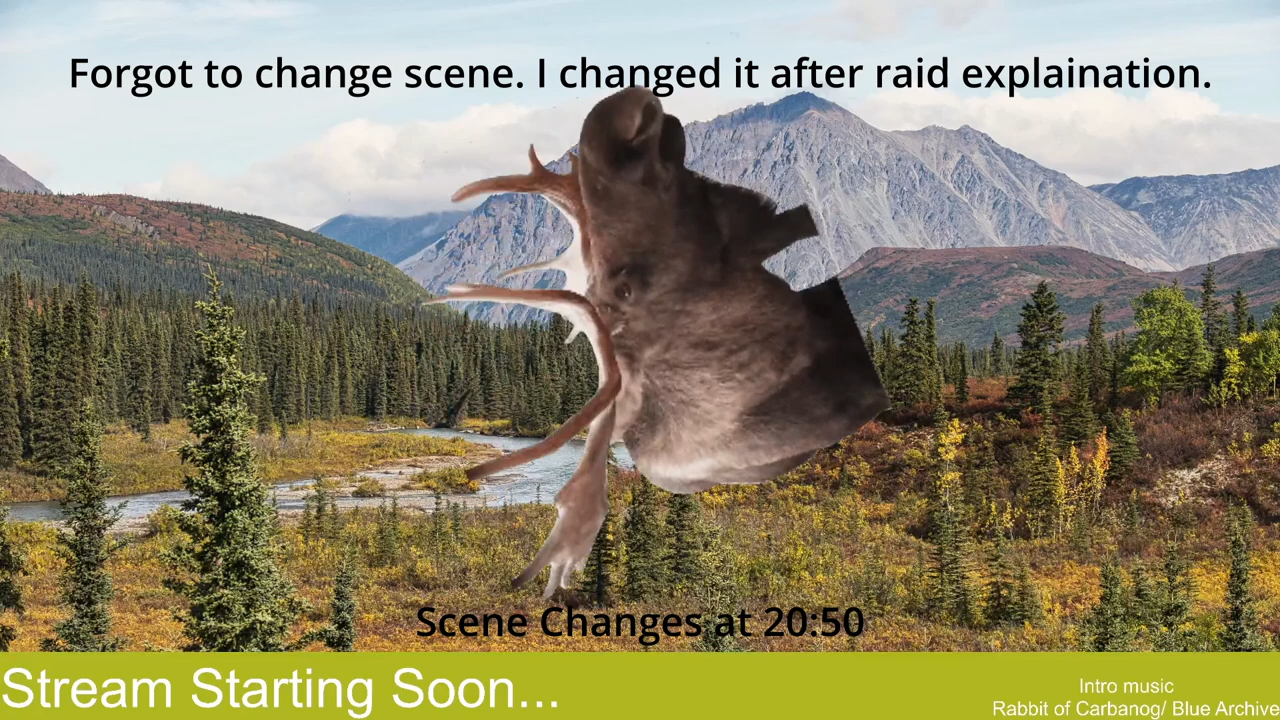 Forgot to change scene. I changed it after raid explaination.
Scene Changes at 20:50
Stream Starting Soon...
Intro music
Rabbit of Carbanog/ Blue Archive